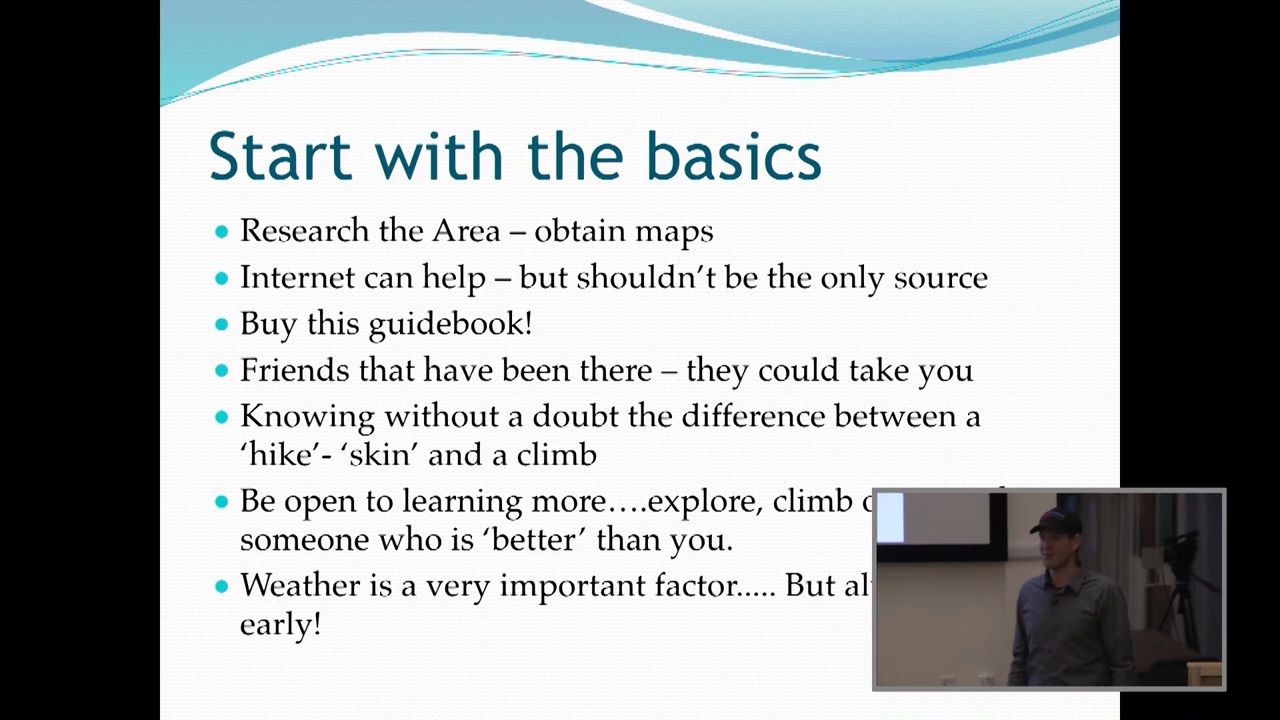 Start with the basics
Research the Area – obtain maps
Internet can help – but shouldn't be the only source
Buy this guidebook!
Friends that have been there – they could take you
Knowing without a doubt the difference between a
'hike'- 'skin' and a climb
Be open to learning more....explore, climb
someone who is 'better' than you.
Weather is a very important factor..... But
early!